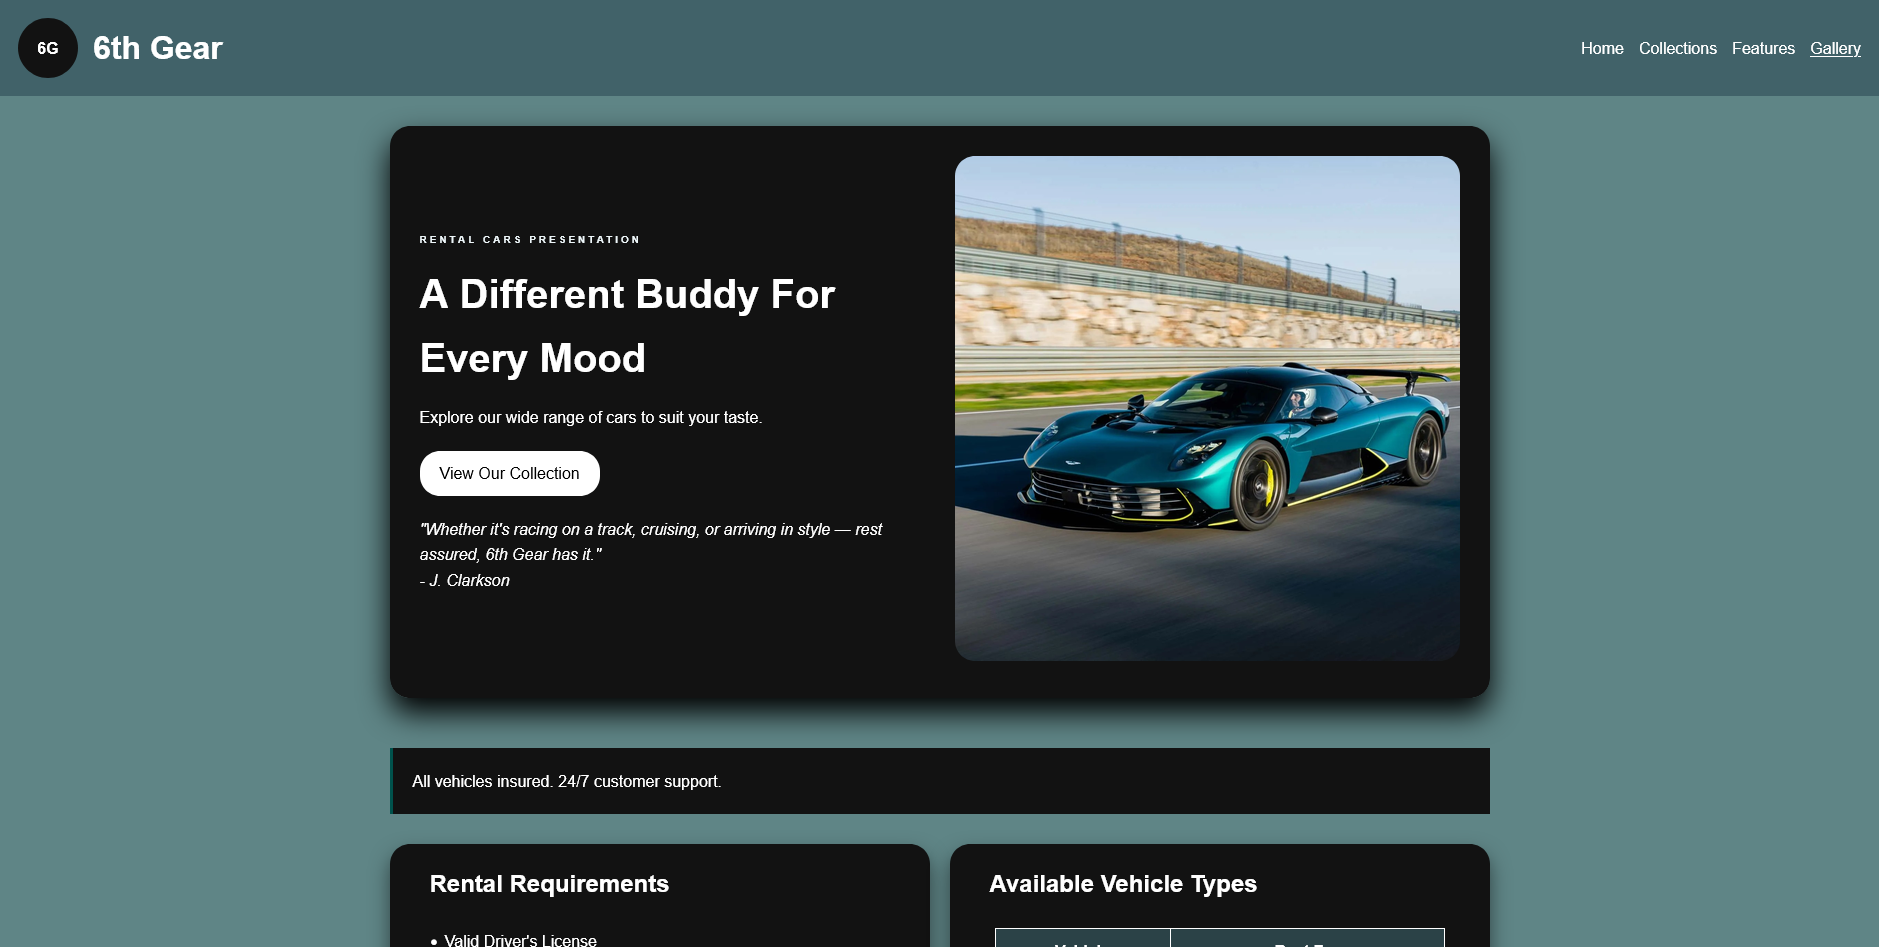 6G
6th Gear
Home Collections Features Gallery
RENTAL CARS PRESENTATION
A Different Buddy For
Every Mood
Explore our wide range of cars to suit your taste.
View Our Collection
"Whether it's racing on a track, cruising, or arriving in style — rest
assured, 6th Gear has it."
- J. Clarkson
All vehicles insured. 24/7 customer support.
Rental Requirements
• Valid Driver's License
Available Vehicle Types